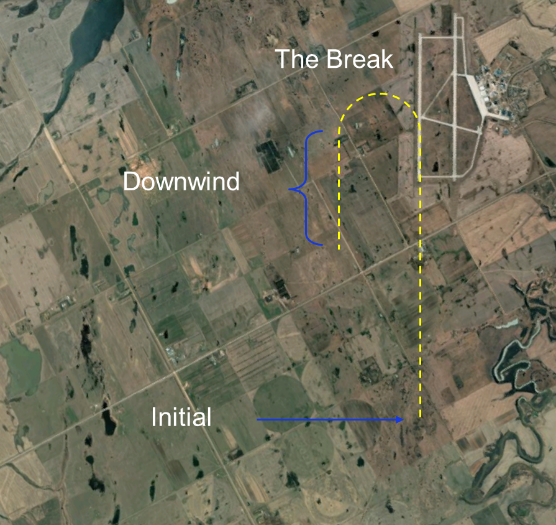 The Break
Downwind
Initial